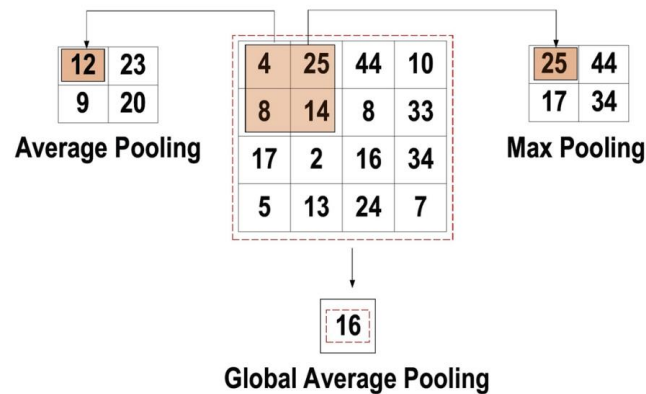 12 23
9 20
Average Pooling
4 25 44 10
8 14 8 33
17 2 16 34
5 13 24 7
25 44
17 34
Max Pooling
16
Global Average Pooling